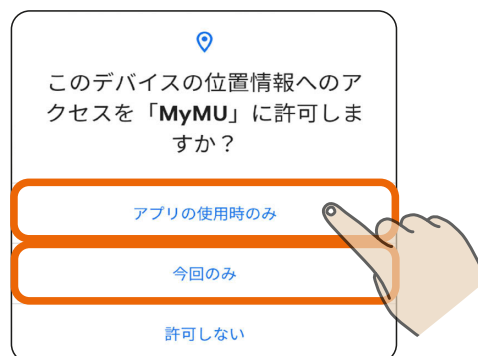 このデバイスの位置情報へのア
クセスを「MyMU」に許可しま
すか？
アプリの使用時のみ
今回のみ
許可しない